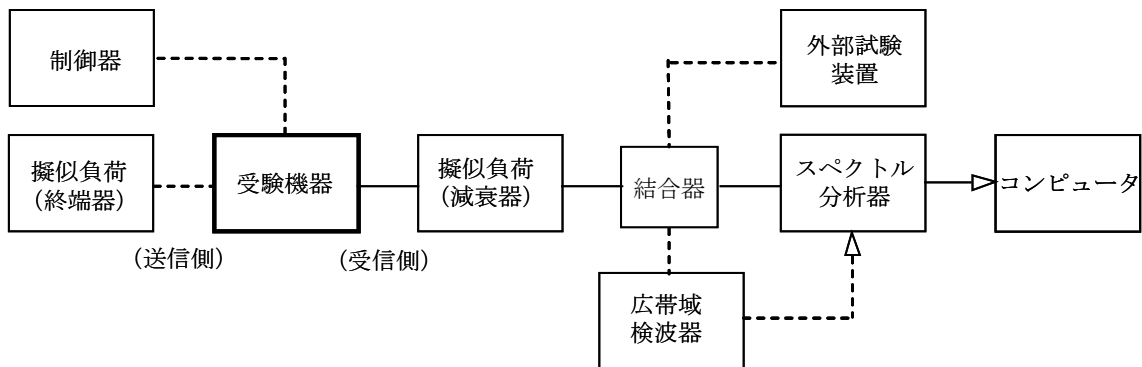 制御器
外部試験
装置
擬似負荷
（終端器）
受験機器
擬似負荷
（減衰器）
結合器
スペクトル
分析器
コンピュータ
（送信側）
（受信側）
広帯域
検波器